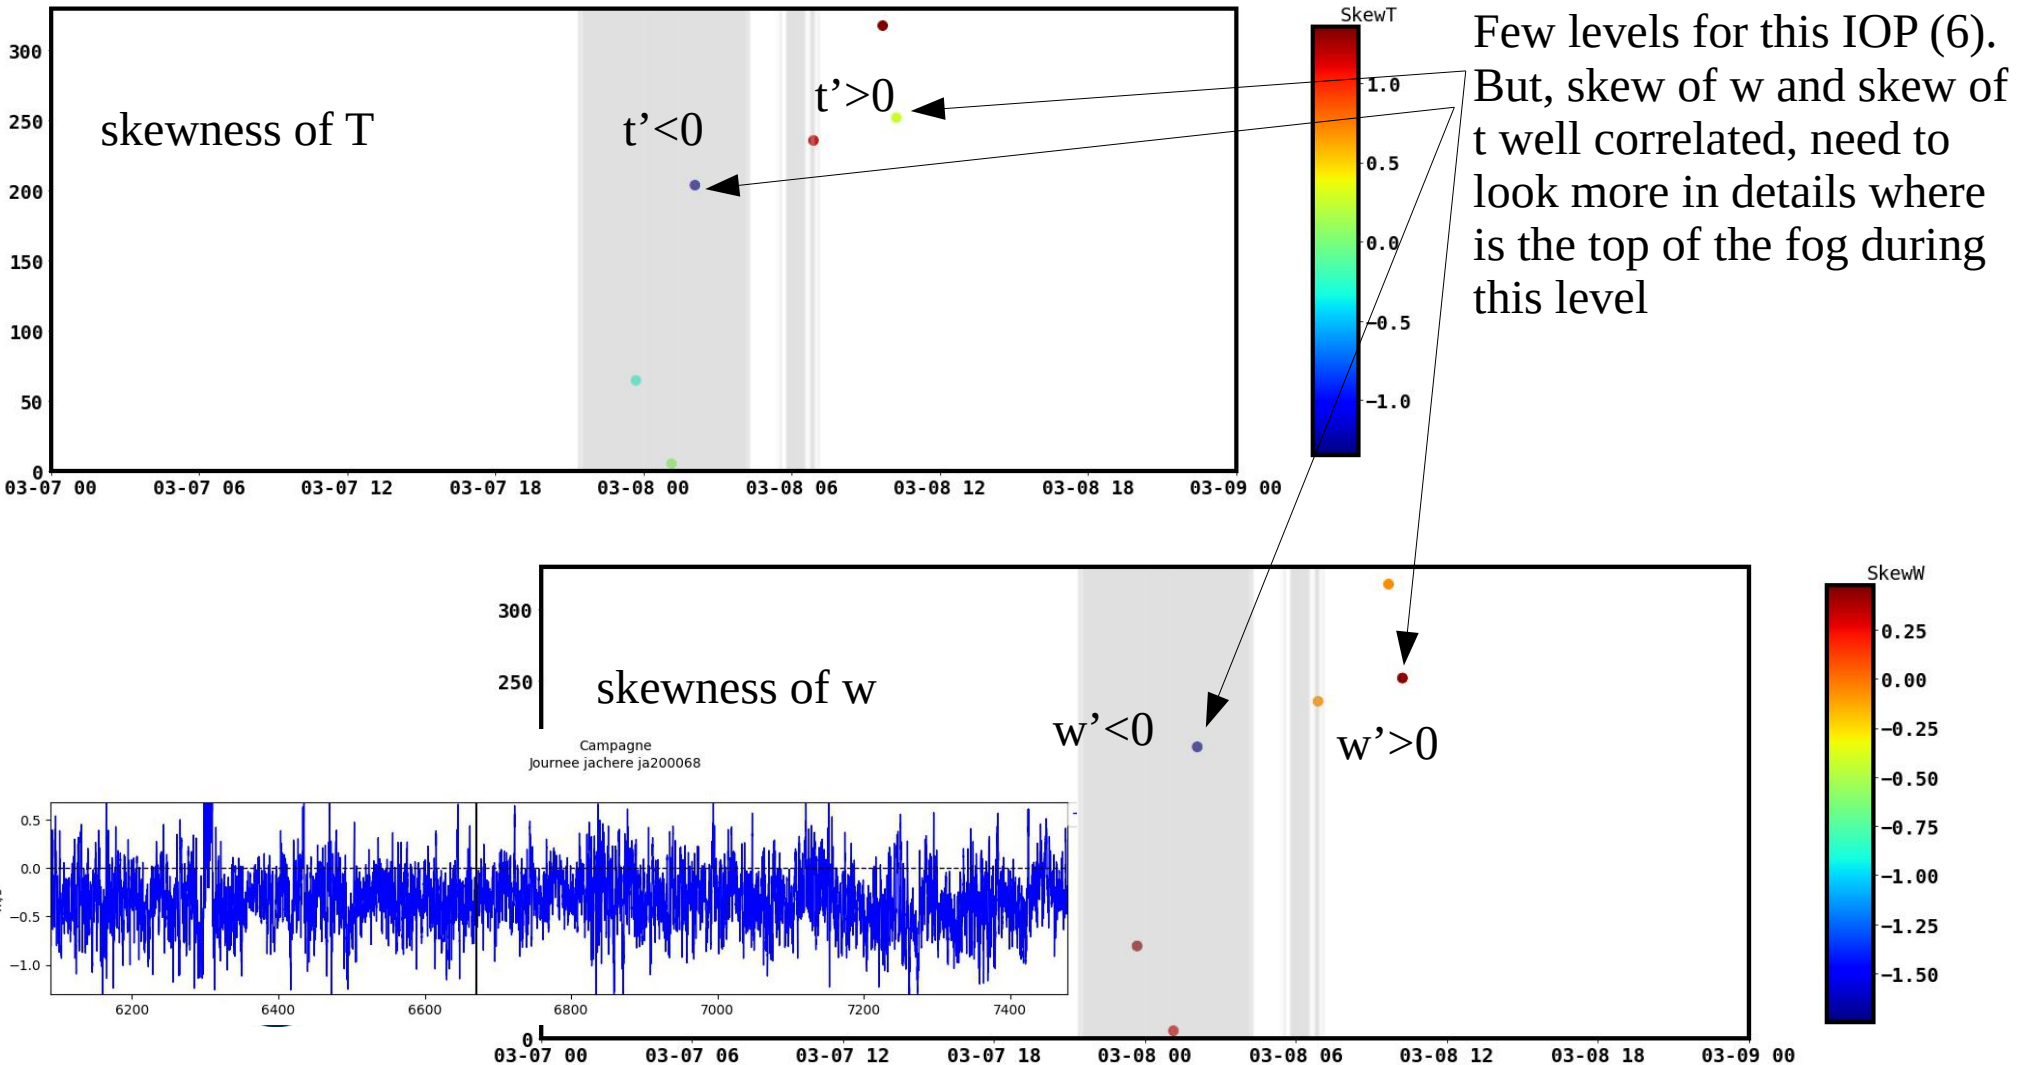 SkewT
300
250
200
150
100
50
0
skewness of T
t’<0
t’>0
1.0
0.5
0.0
−0.5
−1.0
03-07 00 03-07 06 03-07 12 03-07 18 03-08 00 03-08 06 03-08 12 03-08 18 03-09 00
Few levels for this IOP (6).
But, skew of w and skew of
t well correlated, need to
look more in details where
is the top of the fog during
this level
SkewW
300
250
0
skewness of w
w’<0
w’>0
0.25
0.00
−0.25
−0.50
−0.75
−1.00
−1.25
−1.50
03-07 00 03-07 06 03-07 12 03-07 18 03-08 00 03-08 06 03-08 12 03-08 18 03-09 00
Campagne
Journee jachere ja200068
0.5
0.0
−0.5
−1.0
6200 6400 6600 6800 7000 7200 7400